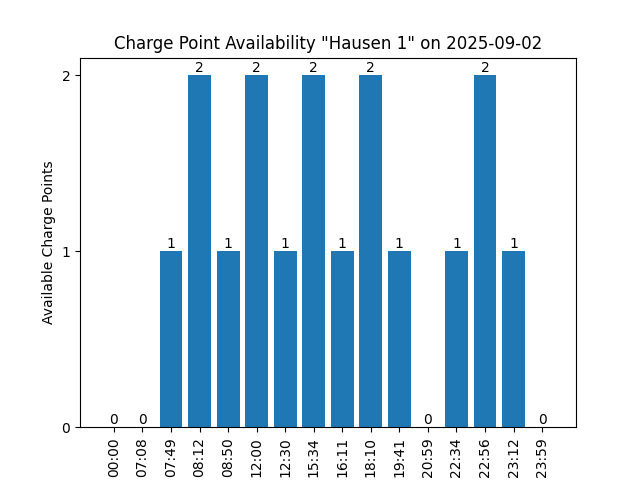 Charge Point Availability "Hausen 1" on 2025-09-02
Available Charge Points
2
1
0
0 0 1 2 1 2 1 2 1 2 1 0 1 2 1 0
00:00 07:08 07:49 08:12 08:50 12:00 12:30 15:34 16:11 18:10 19:41 20:59 22:34 22:56 23:12 23:59